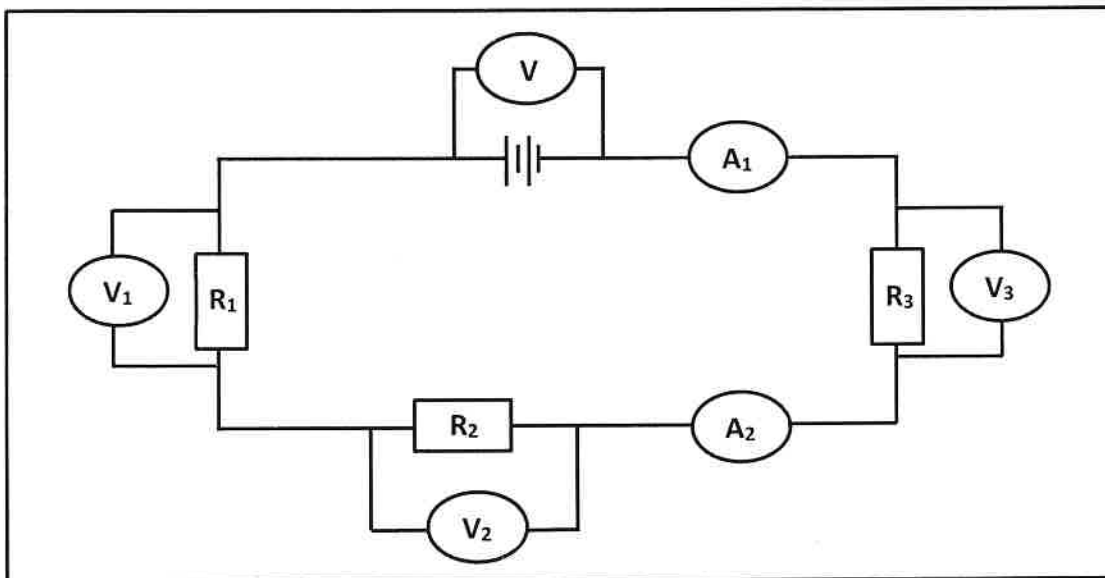 V
A₁
V₁
R₁
R₃
V₃
R₂
A₂
V₂